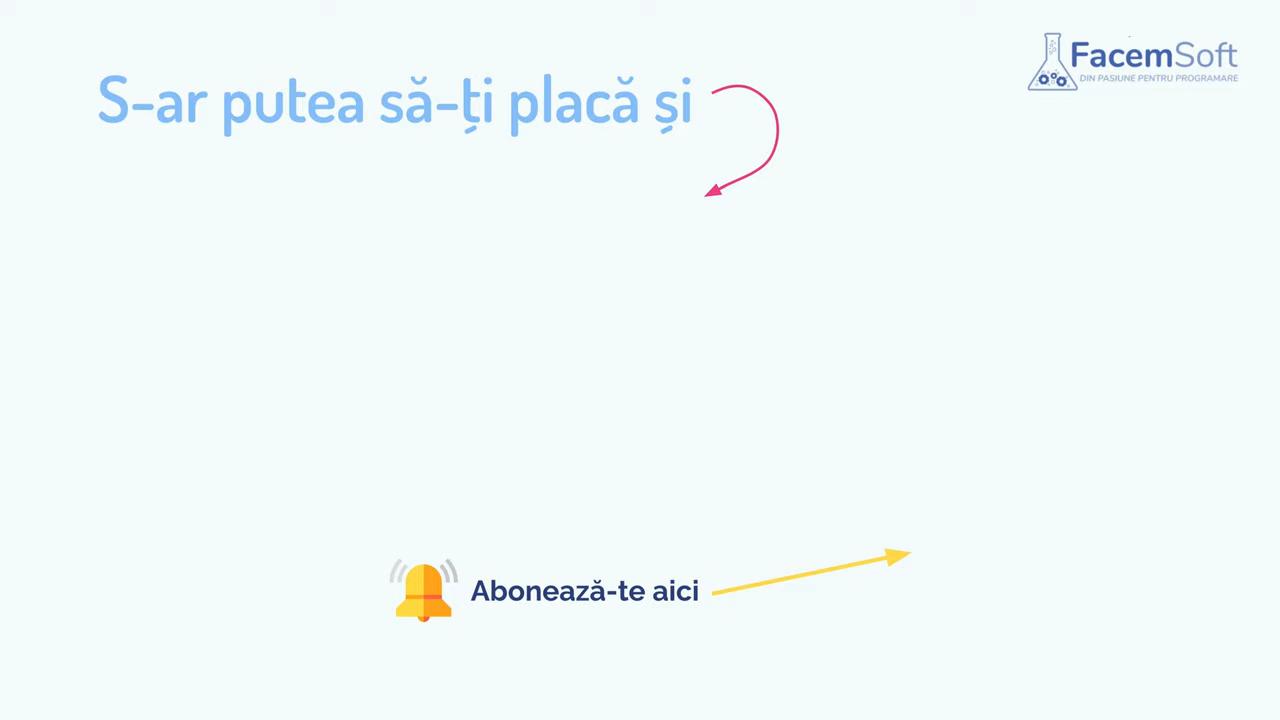 S-ar putea să-ți placă și
FacemSoft
DIN PASIUNE PENTRU PROGRAMARE
Abonează-te aici